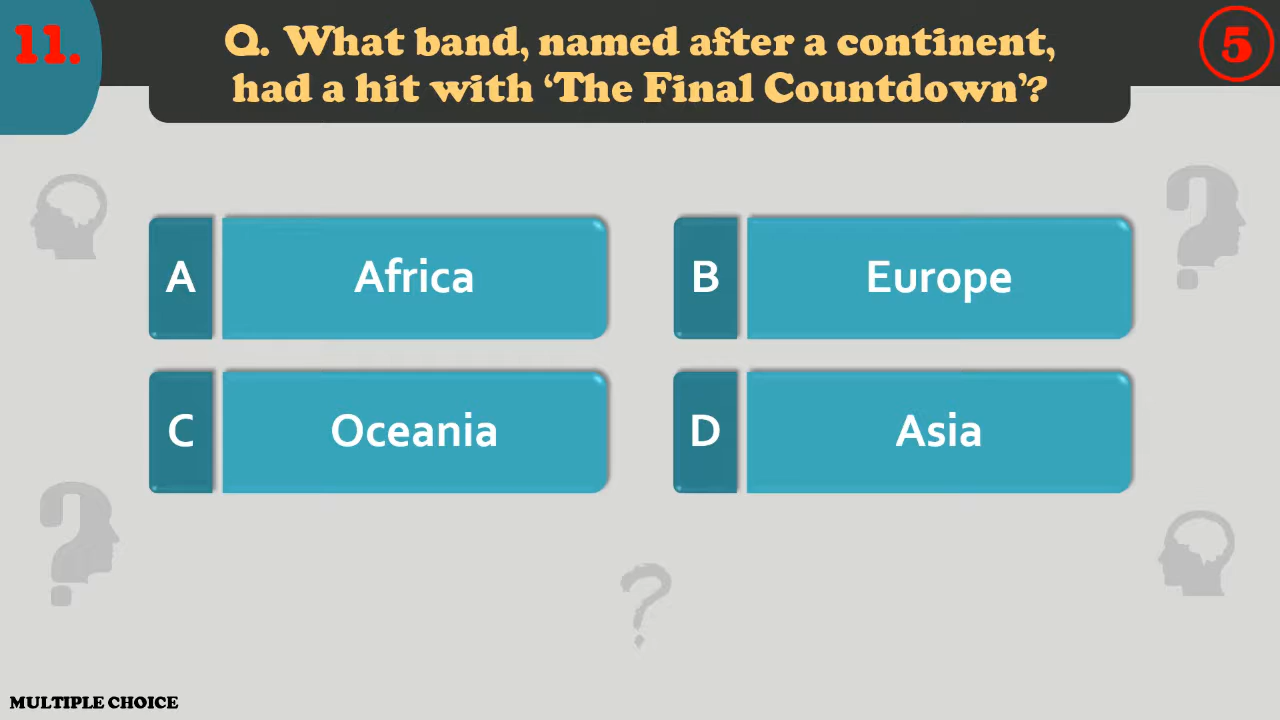 11.
Q. What band, named after a continent,
had a hit with ‘The Final Countdown’?
5
A Africa
B Europe
C Oceania
D Asia
MULTIPLE CHOICE